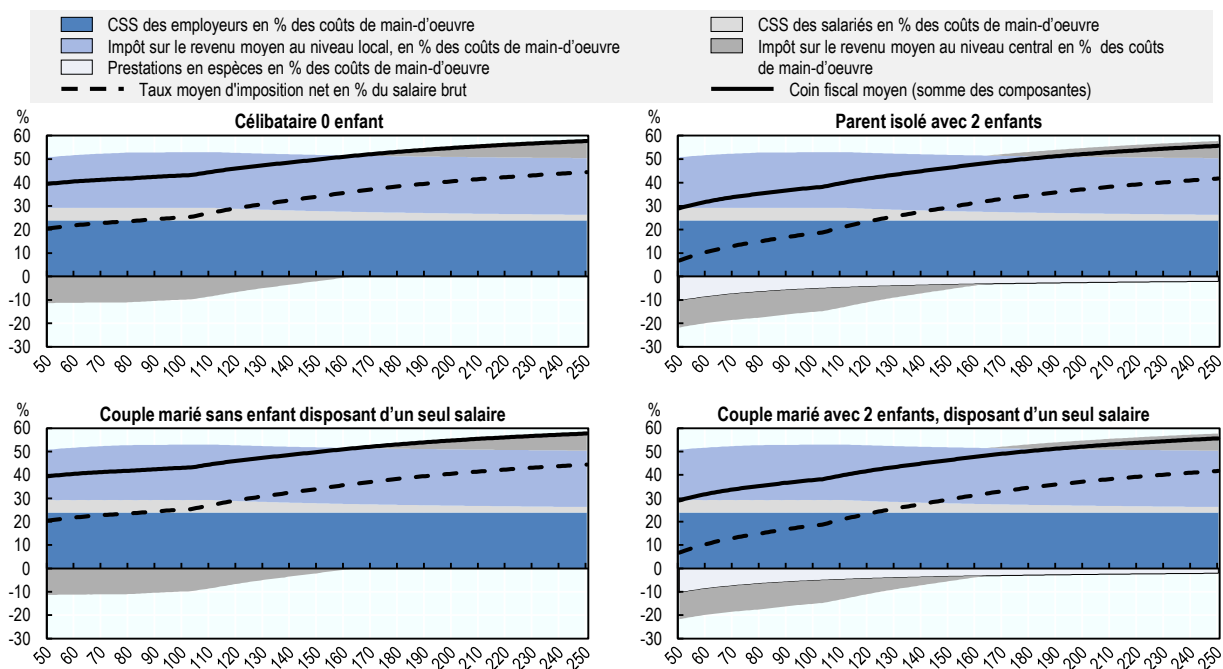 CSS des employeurs en % des coûts de main-d'oeuvre
CSS des salariés en % des coûts de main-d'oeuvre
Impôt sur le revenu moyen au niveau local, en % des coûts de main-d'oeuvre
Impôt sur le revenu moyen au niveau central en % des coûts
de main-d'oeuvre
Prestations en espèces en % des coûts de main-d'oeuvre
Taux moyen d'imposition net en % du salaire brut
Coin fiscal moyen (somme des composantes)
%
Célibataire 0 enfant
60
50
40
30
20
10
0
-10
-20
-30
50 60 70 80 90 100 110 120 130 140 150 160 170 180 190 200 210 220 230 240 250
%
Parent isolé avec 2 enfants
60
50
40
30
20
10
0
-10
-20
-30
50 60 70 80 90 100 110 120 130 140 150 160 170 180 190 200 210 220 230 240 250
%
Couple marié sans enfant disposant d'un seul salaire
60
50
40
30
20
10
0
-10
-20
-30
50 60 70 80 90 100 110 120 130 140 150 160 170 180 190 200 210 220 230 240 250
%
Couple marié avec 2 enfants, disposant d'un seul salaire
60
50
40
30
20
10
0
-10
-20
-30
50 60 70 80 90 100 110 120 130 140 150 160 170 180 190 200 210 220 230 240 250